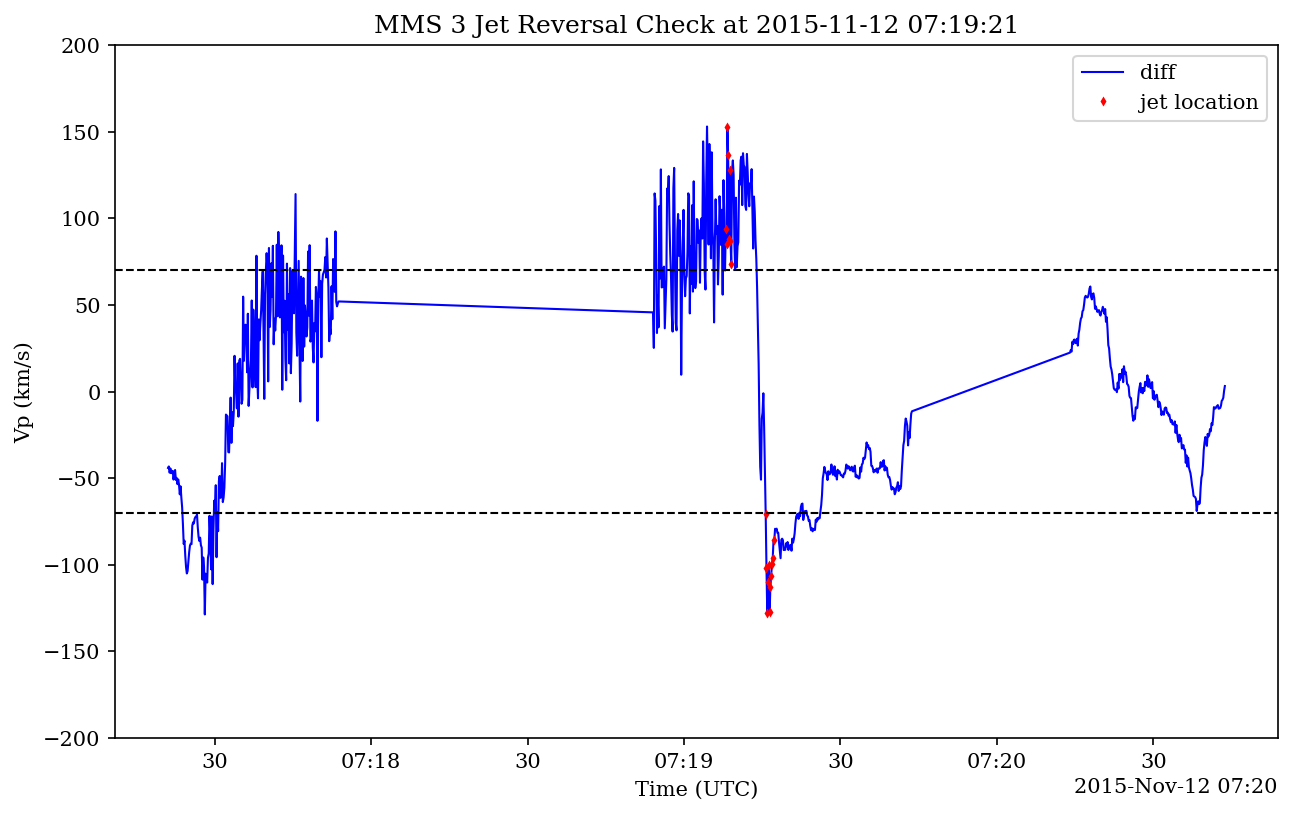 MMS 3 Jet Reversal Check at 2015-11-12 07:19:21
diff
jet location
Vp (km/s)
200
150
100
50
0
−50
−100
−150
−200
30
07:18
30
07:19
30
07:20
30
Time (UTC)
2015-Nov-12 07:20